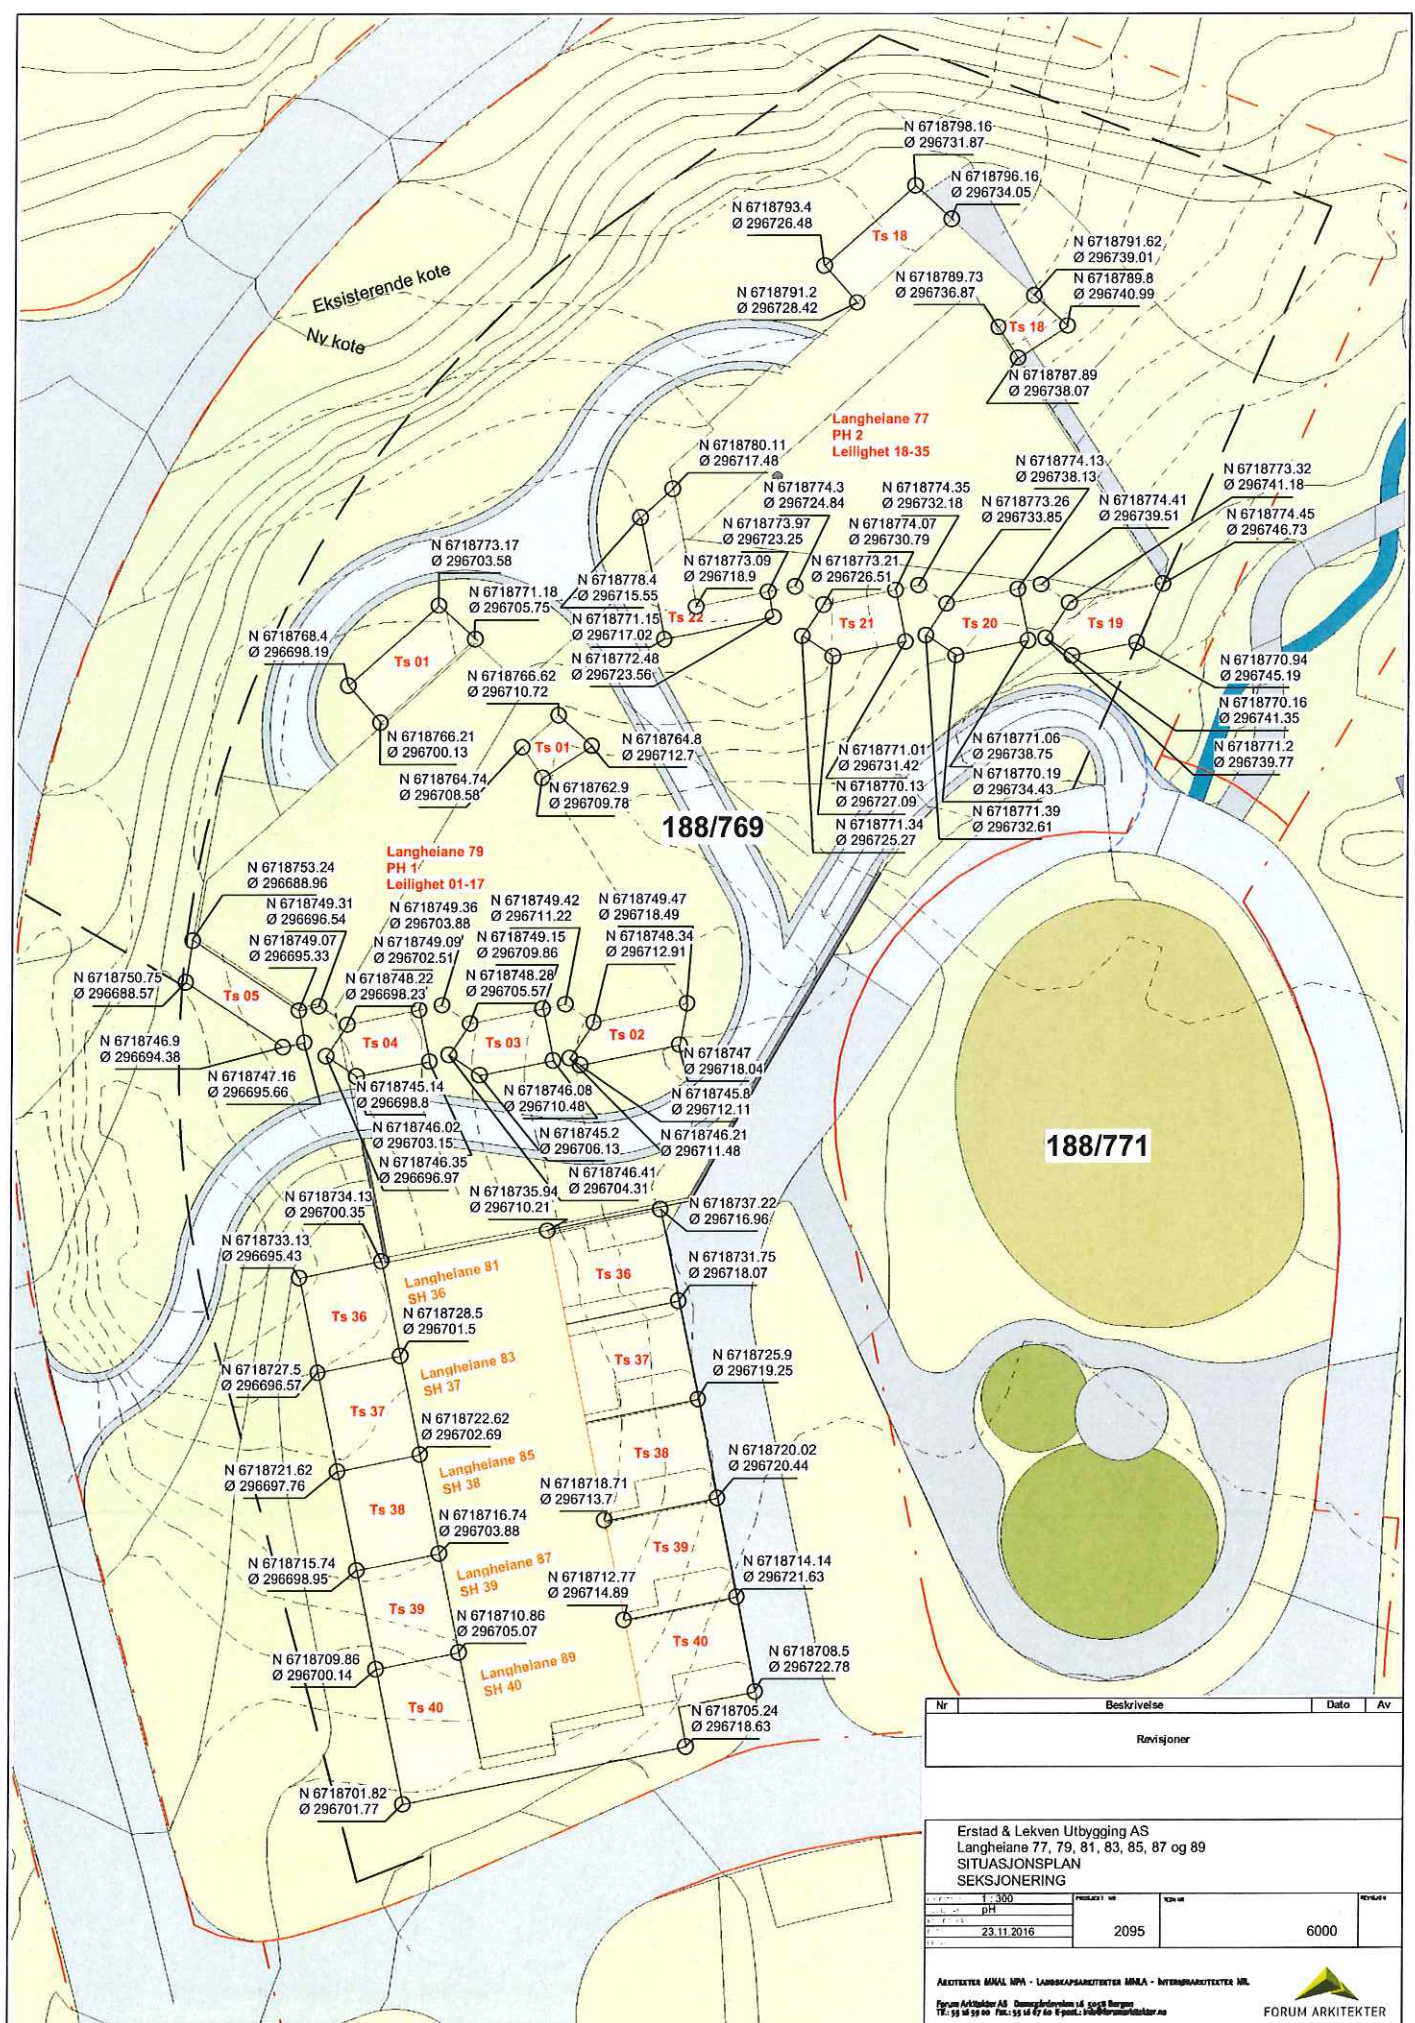 N 6718798.16
Ø 296731.87
N 6718796.16
Ø 296734.05
N 6718793.4
Ø 296726.48
Ts 18
N 6718791.62
Ø 296739.01
N 6718789.73
Ø 296736.87
N 6718789.8
Ø 296740.99
N 6718791.2
Ø 296728.42
Eksisterende kote
Ny kote
Ts 18
N 6718787.89
Ø 296738.07
Langheiane 77
PH 2
Leilighet 18-35
N 6718780.11
Ø 296717.48
N 6718774.13
Ø 296738.13
N 6718773.32
Ø 296741.18
N 6718774.3
Ø 296724.84
N 6718774.35
Ø 296732.18
N 6718773.26
Ø 296733.85
N 6718774.41
Ø 296739.51
N 6718774.45
Ø 296746.73
N 6718773.97
Ø 296723.25
N 6718774.07
Ø 296730.79
N 6718773.17
Ø 296703.58
N 6718773.09
Ø 296718.9
N 6718773.21
Ø 296726.51
N 6718778.4
Ø 296715.55
N 6718771.18
Ø 296705.75
N 6718771.15
Ø 296717.02
Ts 22
Ts 21
Ts 20
Ts 19
N 6718768.4
Ø 296698.19
Ts 01
N 6718772.48
Ø 296723.56
N 6718770.94
Ø 296745.19
N 6718766.62
Ø 296710.72
N 6718770.16
Ø 296741.35
N 6718766.21
Ø 296700.13
Ts 01
N 6718764.8
Ø 296712.7
N 6718771.01
Ø 296731.42
N 6718771.06
Ø 296738.75
N 6718771.2
Ø 296739.77
N 6718764.74
Ø 296708.58
N 6718762.9
Ø 296709.78
N 6718770.13
Ø 296727.09
N 6718770.19
Ø 296734.43
188/769
N 6718771.34
Ø 296725.27
N 6718771.39
Ø 296732.61
Langheiane 79
PH 1
Leilighet 01-17
N 6718753.24
Ø 296688.96
N 6718749.31
Ø 296696.54
N 6718749.36
Ø 296703.88
N 6718749.42
Ø 296711.22
N 6718749.47
Ø 296718.49
N 6718749.07
Ø 296695.33
N 6718749.09
Ø 296702.51
N 6718749.15
Ø 296709.86
N 6718748.34
Ø 296712.91
N 6718750.75
Ø 296688.57
Ts 05
N 6718748.22
Ø 296698.23
N 6718748.28
Ø 296705.57
Ts 04
Ts 03
Ts 02
N 6718746.9
Ø 296694.38
N 6718747
Ø 296718.04
N 6718747.16
Ø 296695.66
N 6718745.14
Ø 296698.8
N 6718746.08
Ø 296710.48
N 6718745.8
Ø 296712.11
N 6718746.02
Ø 296703.15
N 6718745.2
Ø 296706.13
N 6718746.21
Ø 296711.48
188/771
N 6718746.35
Ø 296696.97
N 6718746.41
Ø 296704.31
N 6718734.13
Ø 296700.35
N 6718735.94
Ø 296710.21
N 6718737.22
Ø 296716.96
N 6718733.13
Ø 296695.43
Langheiane 81
SH 36
Ts 36
N 6718731.75
Ø 296718.07
Ts 36
N 6718728.5
Ø 296701.5
N 6718727.5
Ø 296696.57
Langheiane 83
SH 37
Ts 37
N 6718725.9
Ø 296719.25
Ts 37
N 6718722.62
Ø 296702.69
N 6718721.62
Ø 296697.76
Langheiane 85
SH 38
Ts 38
N 6718720.02
Ø 296720.44
N 6718718.71
Ø 296713.7
Ts 38
N 6718716.74
Ø 296703.88
Ts 39
N 6718715.74
Ø 296698.95
Langheiane 87
SH 39
N 6718712.77
Ø 296714.89
N 6718714.14
Ø 296721.63
Ts 39
N 6718710.86
Ø 296705.07
Ts 40
N 6718709.86
Ø 296700.14
Langheiane 89
SH 40
N 6718708.5
Ø 296722.78
Ts 40
N 6718705.24
Ø 296718.63
N 6718701.82
Ø 296701.77
Nr Beskrivelse Dato Av
Revisjoner
Erstad & Lekven Utbygging AS
Langheiane 77, 79, 81, 83, 85, 87 og 89
SITUASJONSPLAN
SEKSJONERING
1 : 300 PROSJEKT NR
pH
23.11.2016 2095 6000
ARKITEKTER MNAL NPA - LANDSKAPSARKITEKTER MNLA - INTERIØRARKITEKTER NIL
Forum Arkitekter AS
FORUM ARKITEKTER